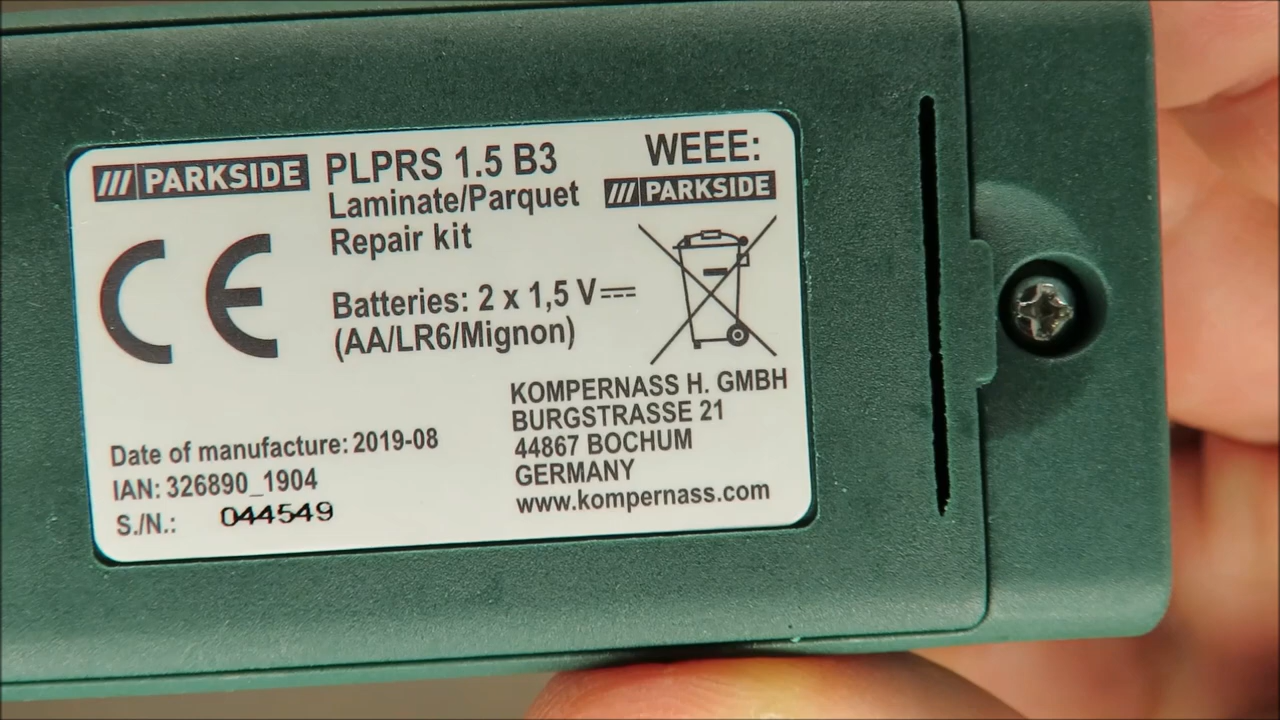 PARKSIDE PLPRS 1.5 B3
Laminate/Parquet
Repair kit
Batteries: 2 x 1,5 V
(AA/LR6/Mignon)
WEEE:
PARKSIDE
CE
KOMPERNASS H. GMBH
BURGSTRASSE 21
44867 BOCHUM
GERMANY
www.kompernass.com
Date of manufacture: 2019-08
IAN: 326890_1904
S./N.: 044549